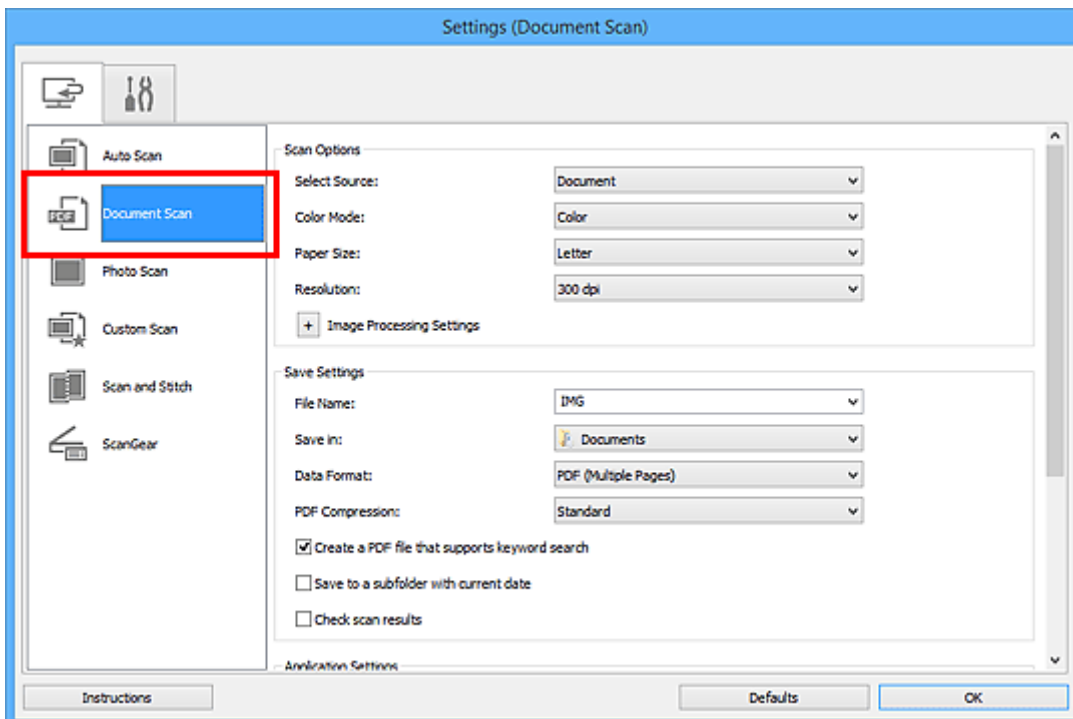 Settings (Document Scan)
Auto Scan
Document Scan
Photo Scan
Custom Scan
Scan and Stitch
ScanGear
Scan Options
Select Source: Document
Color Mode: Color
Paper Size: Letter
Resolution: 300 dpi
+ Image Processing Settings
Save Settings
File Name: IMG
Save in: Documents
Data Format: PDF (Multiple Pages)
PDF Compression: Standard
Create a PDF file that supports keyword search
Save to a subfolder with current date
Check scan results
Application Settings
Instructions Defaults OK